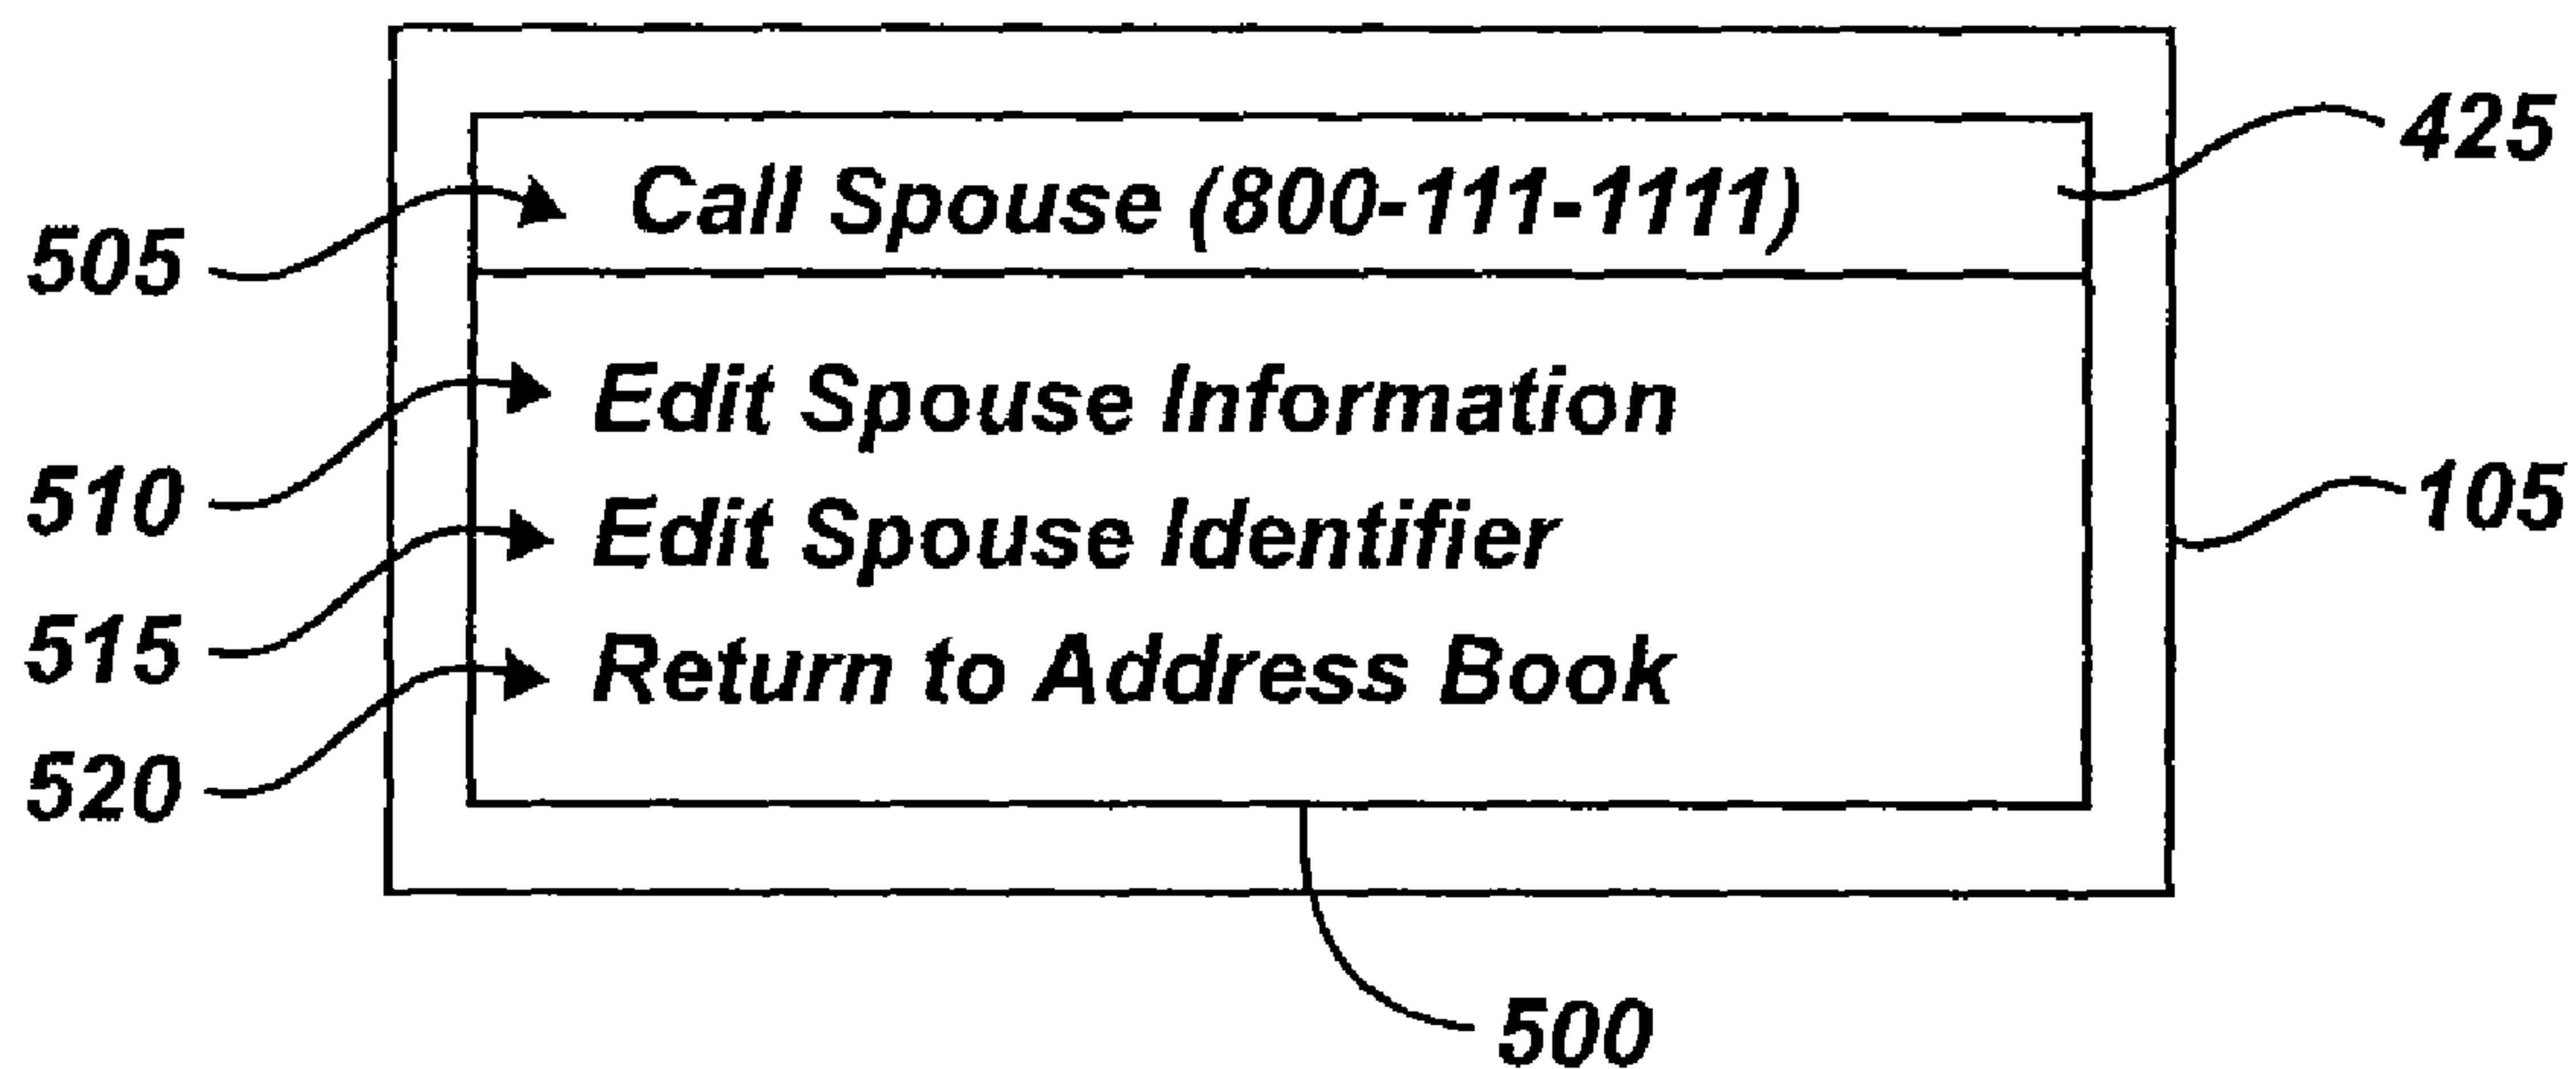 425
Call Spouse (800-111-1111)
505
Edit Spouse Information
510
105
Edit Spouse Identifier
515
Return to Address Book
520
500